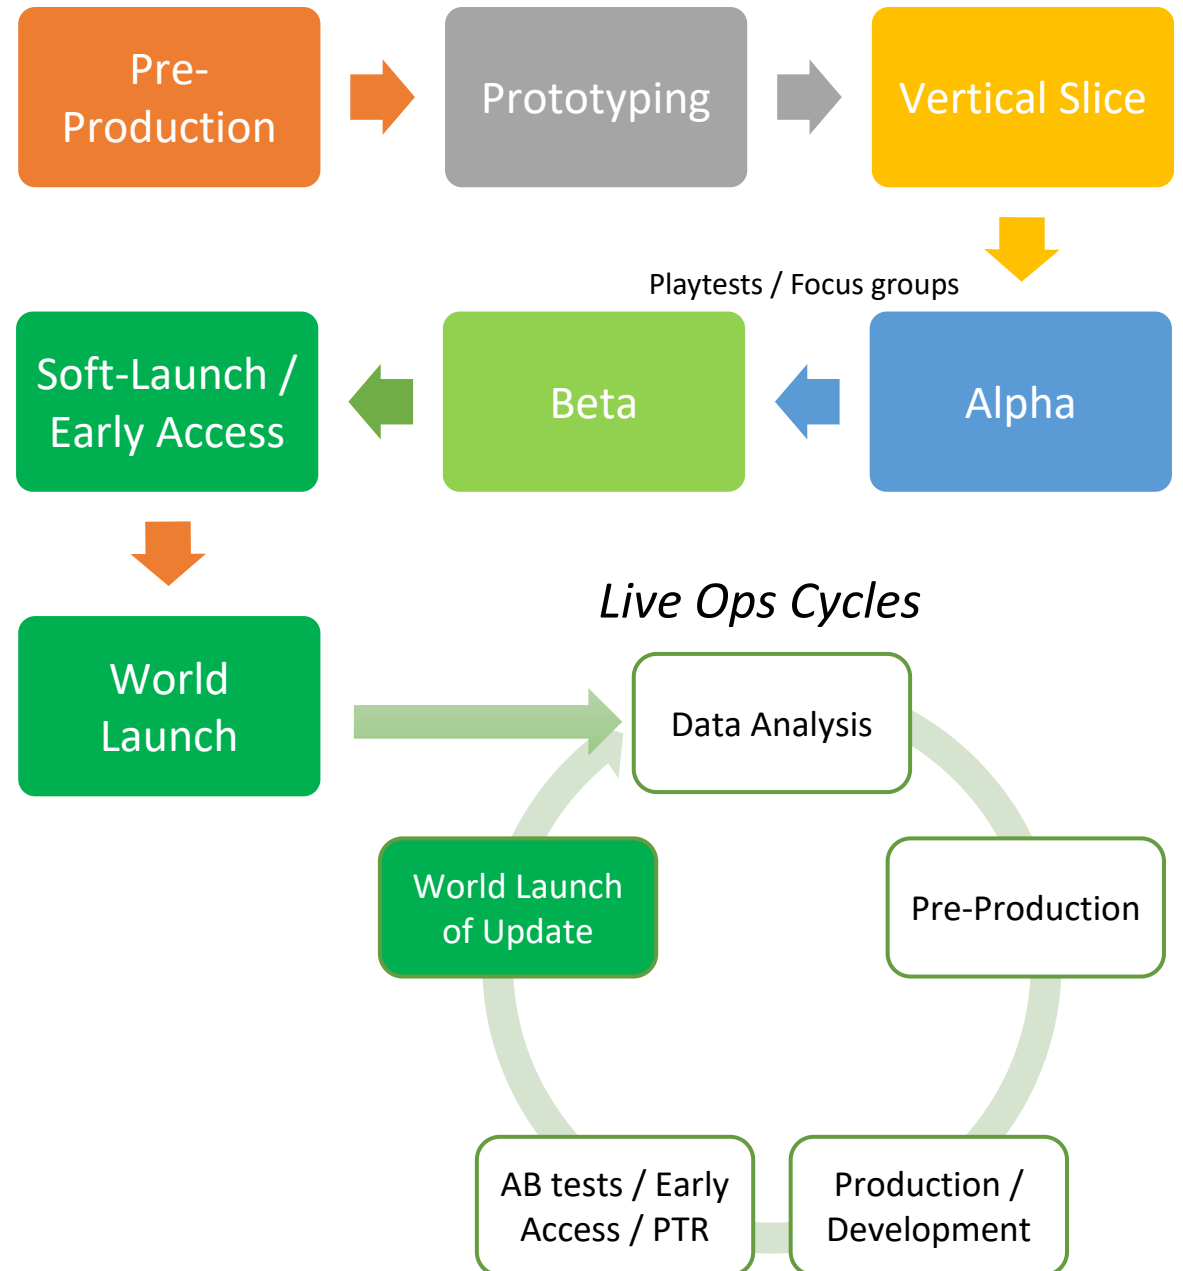 Pre-
Production
Prototyping
Vertical Slice
Playtests / Focus groups
Soft-Launch /
Early Access
Beta
Alpha
Live Ops Cycles
World
Launch
Data Analysis
World Launch
of Update
Pre-Production
AB tests / Early
Access / PTR
Production /
Development